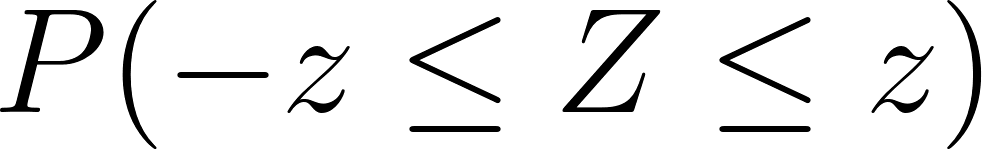 P(−z ≤ Z ≤ z)